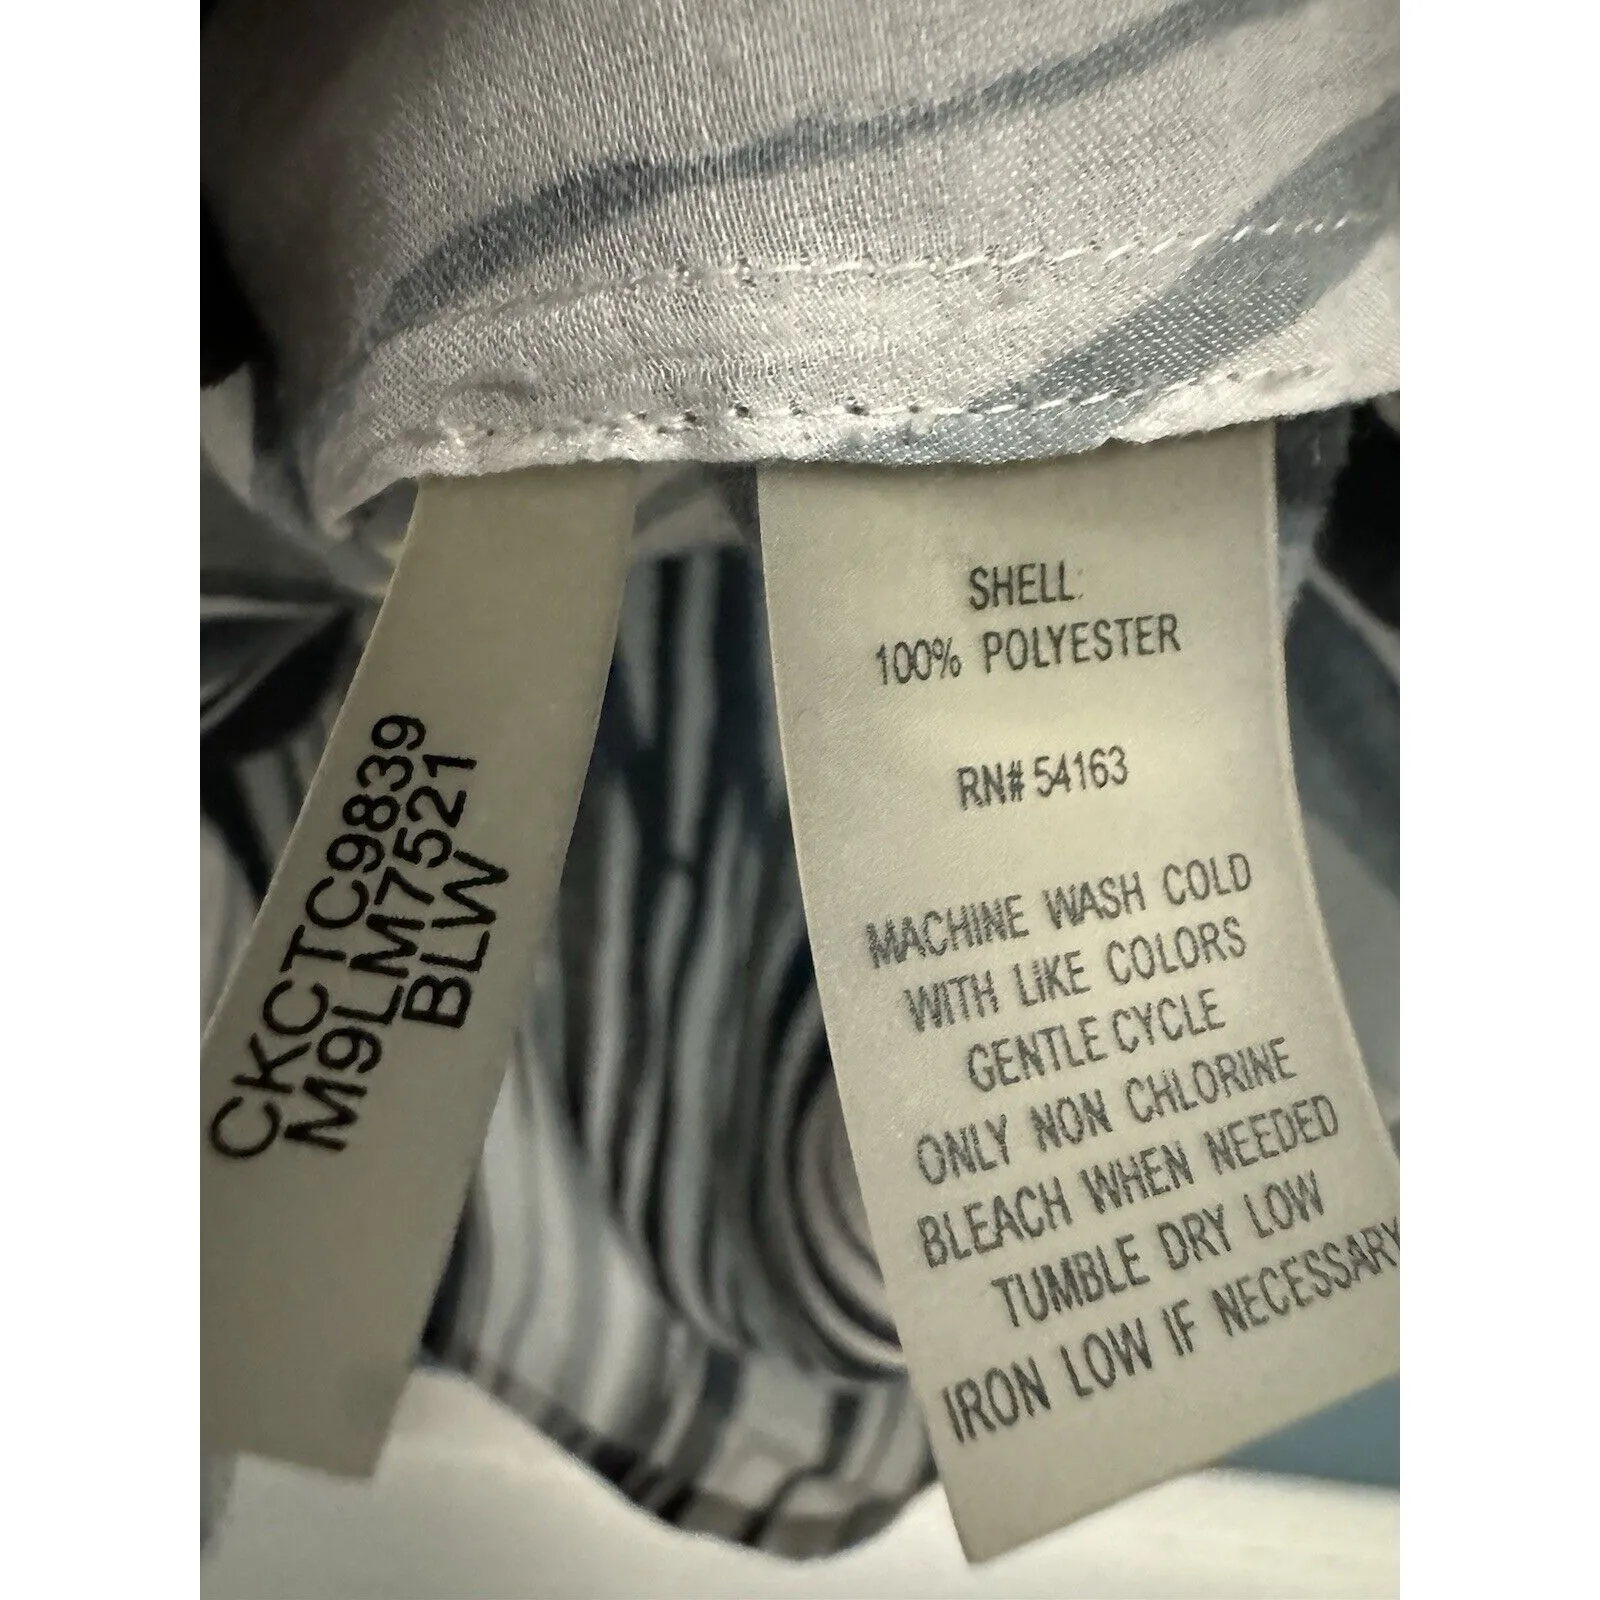 CKCTC9839
M9LM7521
BLW
SHELL:
100% POLYESTER
RN# 54163
MACHINE WASH COLD
WITH LIKE COLORS
GENTLE CYCLE
ONLY NON CHLORINE
BLEACH WHEN NEEDED
TUMBLE DRY LOW
IRON LOW IF NECESSARY